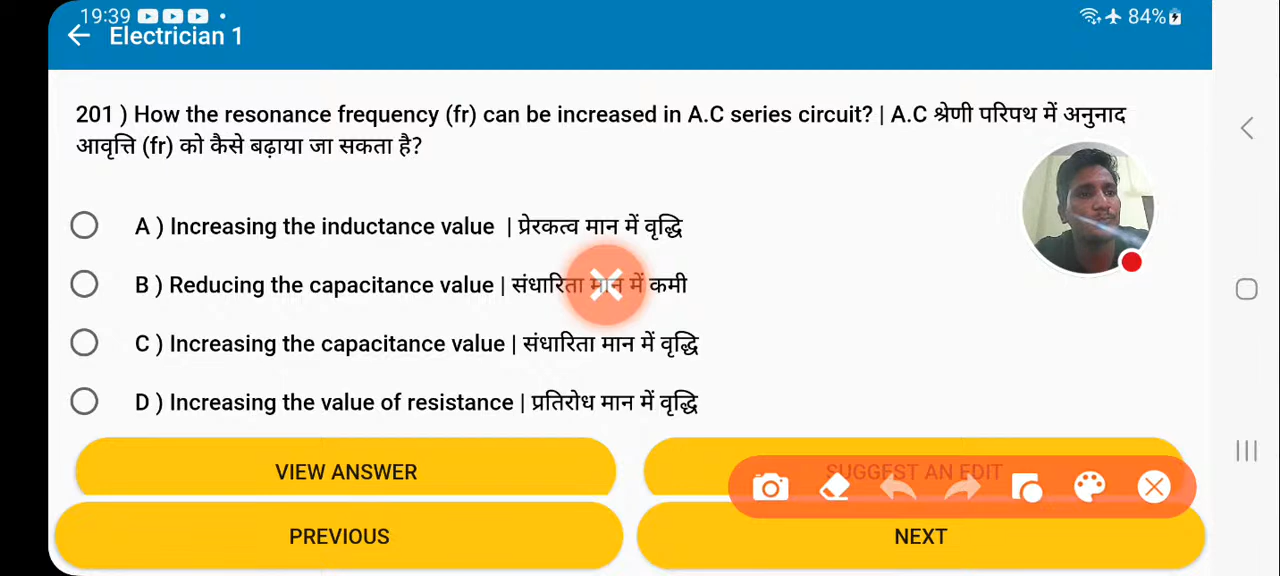 19:39
84%
Electrician 1
201 ) How the resonance frequency (fr) can be increased in A.C series circuit? | A.C श्रेणी परिपथ में अनुनाद
आवृत्ति (fr) को कैसे बढ़ाया जा सकता है?
A ) Increasing the inductance value | प्रेरकत्व मान में वृद्धि
B ) Reducing the capacitance value | संधारिता मान में कमी
C ) Increasing the capacitance value | संधारिता मान में वृद्धि
D ) Increasing the value of resistance | प्रतिरोध मान में वृद्धि
VIEW ANSWER
SUGGEST AN EDIT
PREVIOUS
NEXT